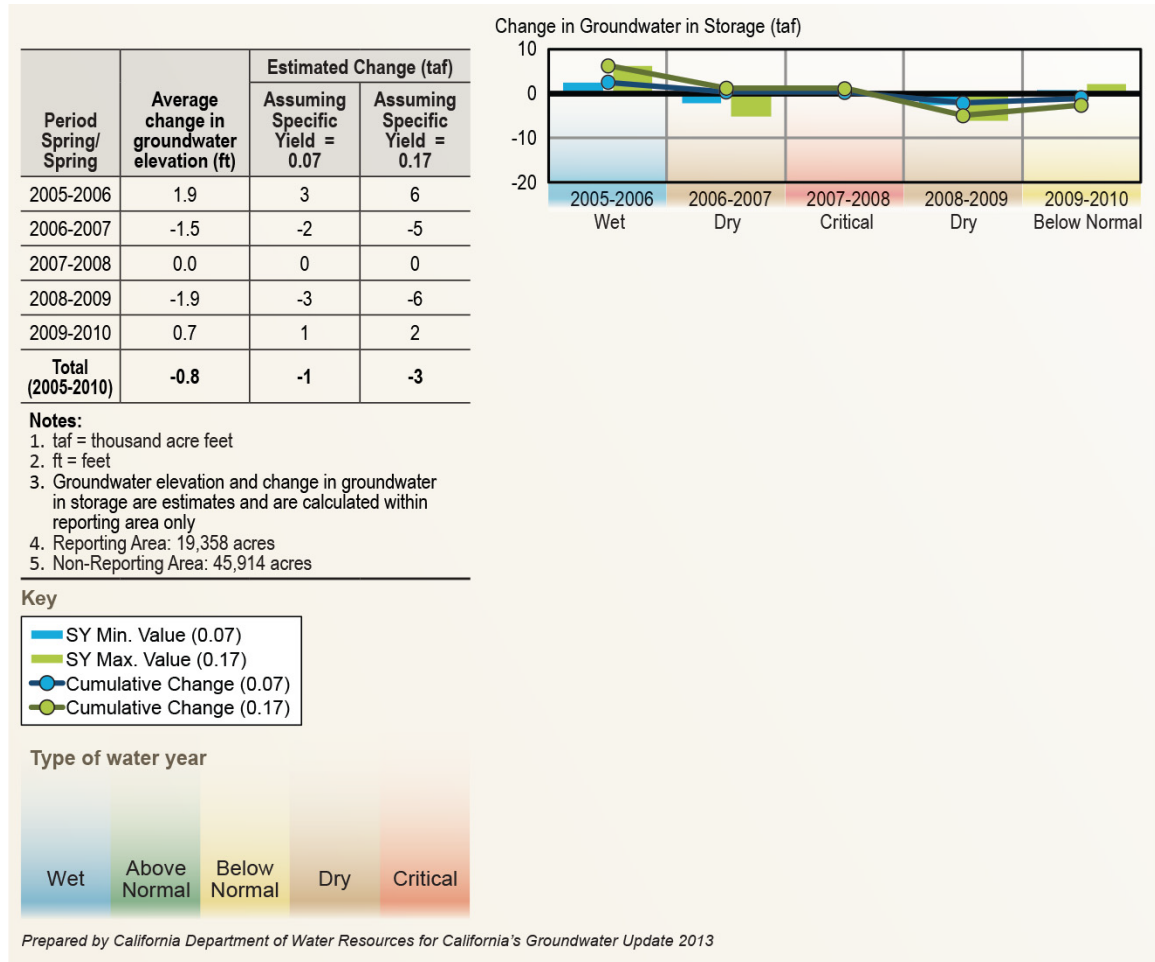 Change in Groundwater in Storage (taf)
10
0
-10
-20
2005-2006 2006-2007 2007-2008 2008-2009 2009-2010
Wet Dry Critical Dry Below Normal
Period
Spring/
Spring
Average
change in
groundwater
elevation (ft)
Estimated Change (taf)
Assuming
Specific
Yield =
0.07
Assuming
Specific
Yield =
0.17
2005-2006 1.9 3 6
2006-2007 -1.5 -2 -5
2007-2008 0.0 0 0
2008-2009 -1.9 -3 -6
2009-2010 0.7 1 2
Total
(2005-2010) -0.8 -1 -3
Notes:
1. taf = thousand acre feet
2. ft = feet
3. Groundwater elevation and change in groundwater
in storage are estimates and are calculated within
reporting area only
4. Reporting Area: 19,358 acres
5. Non-Reporting Area: 45,914 acres
Key
SY Min. Value (0.07)
SY Max. Value (0.17)
Cumulative Change (0.07)
Cumulative Change (0.17)
Type of water year
Wet
Above
Normal
Below
Normal
Dry
Critical
Prepared by California Department of Water Resources for California's Groundwater Update 2013